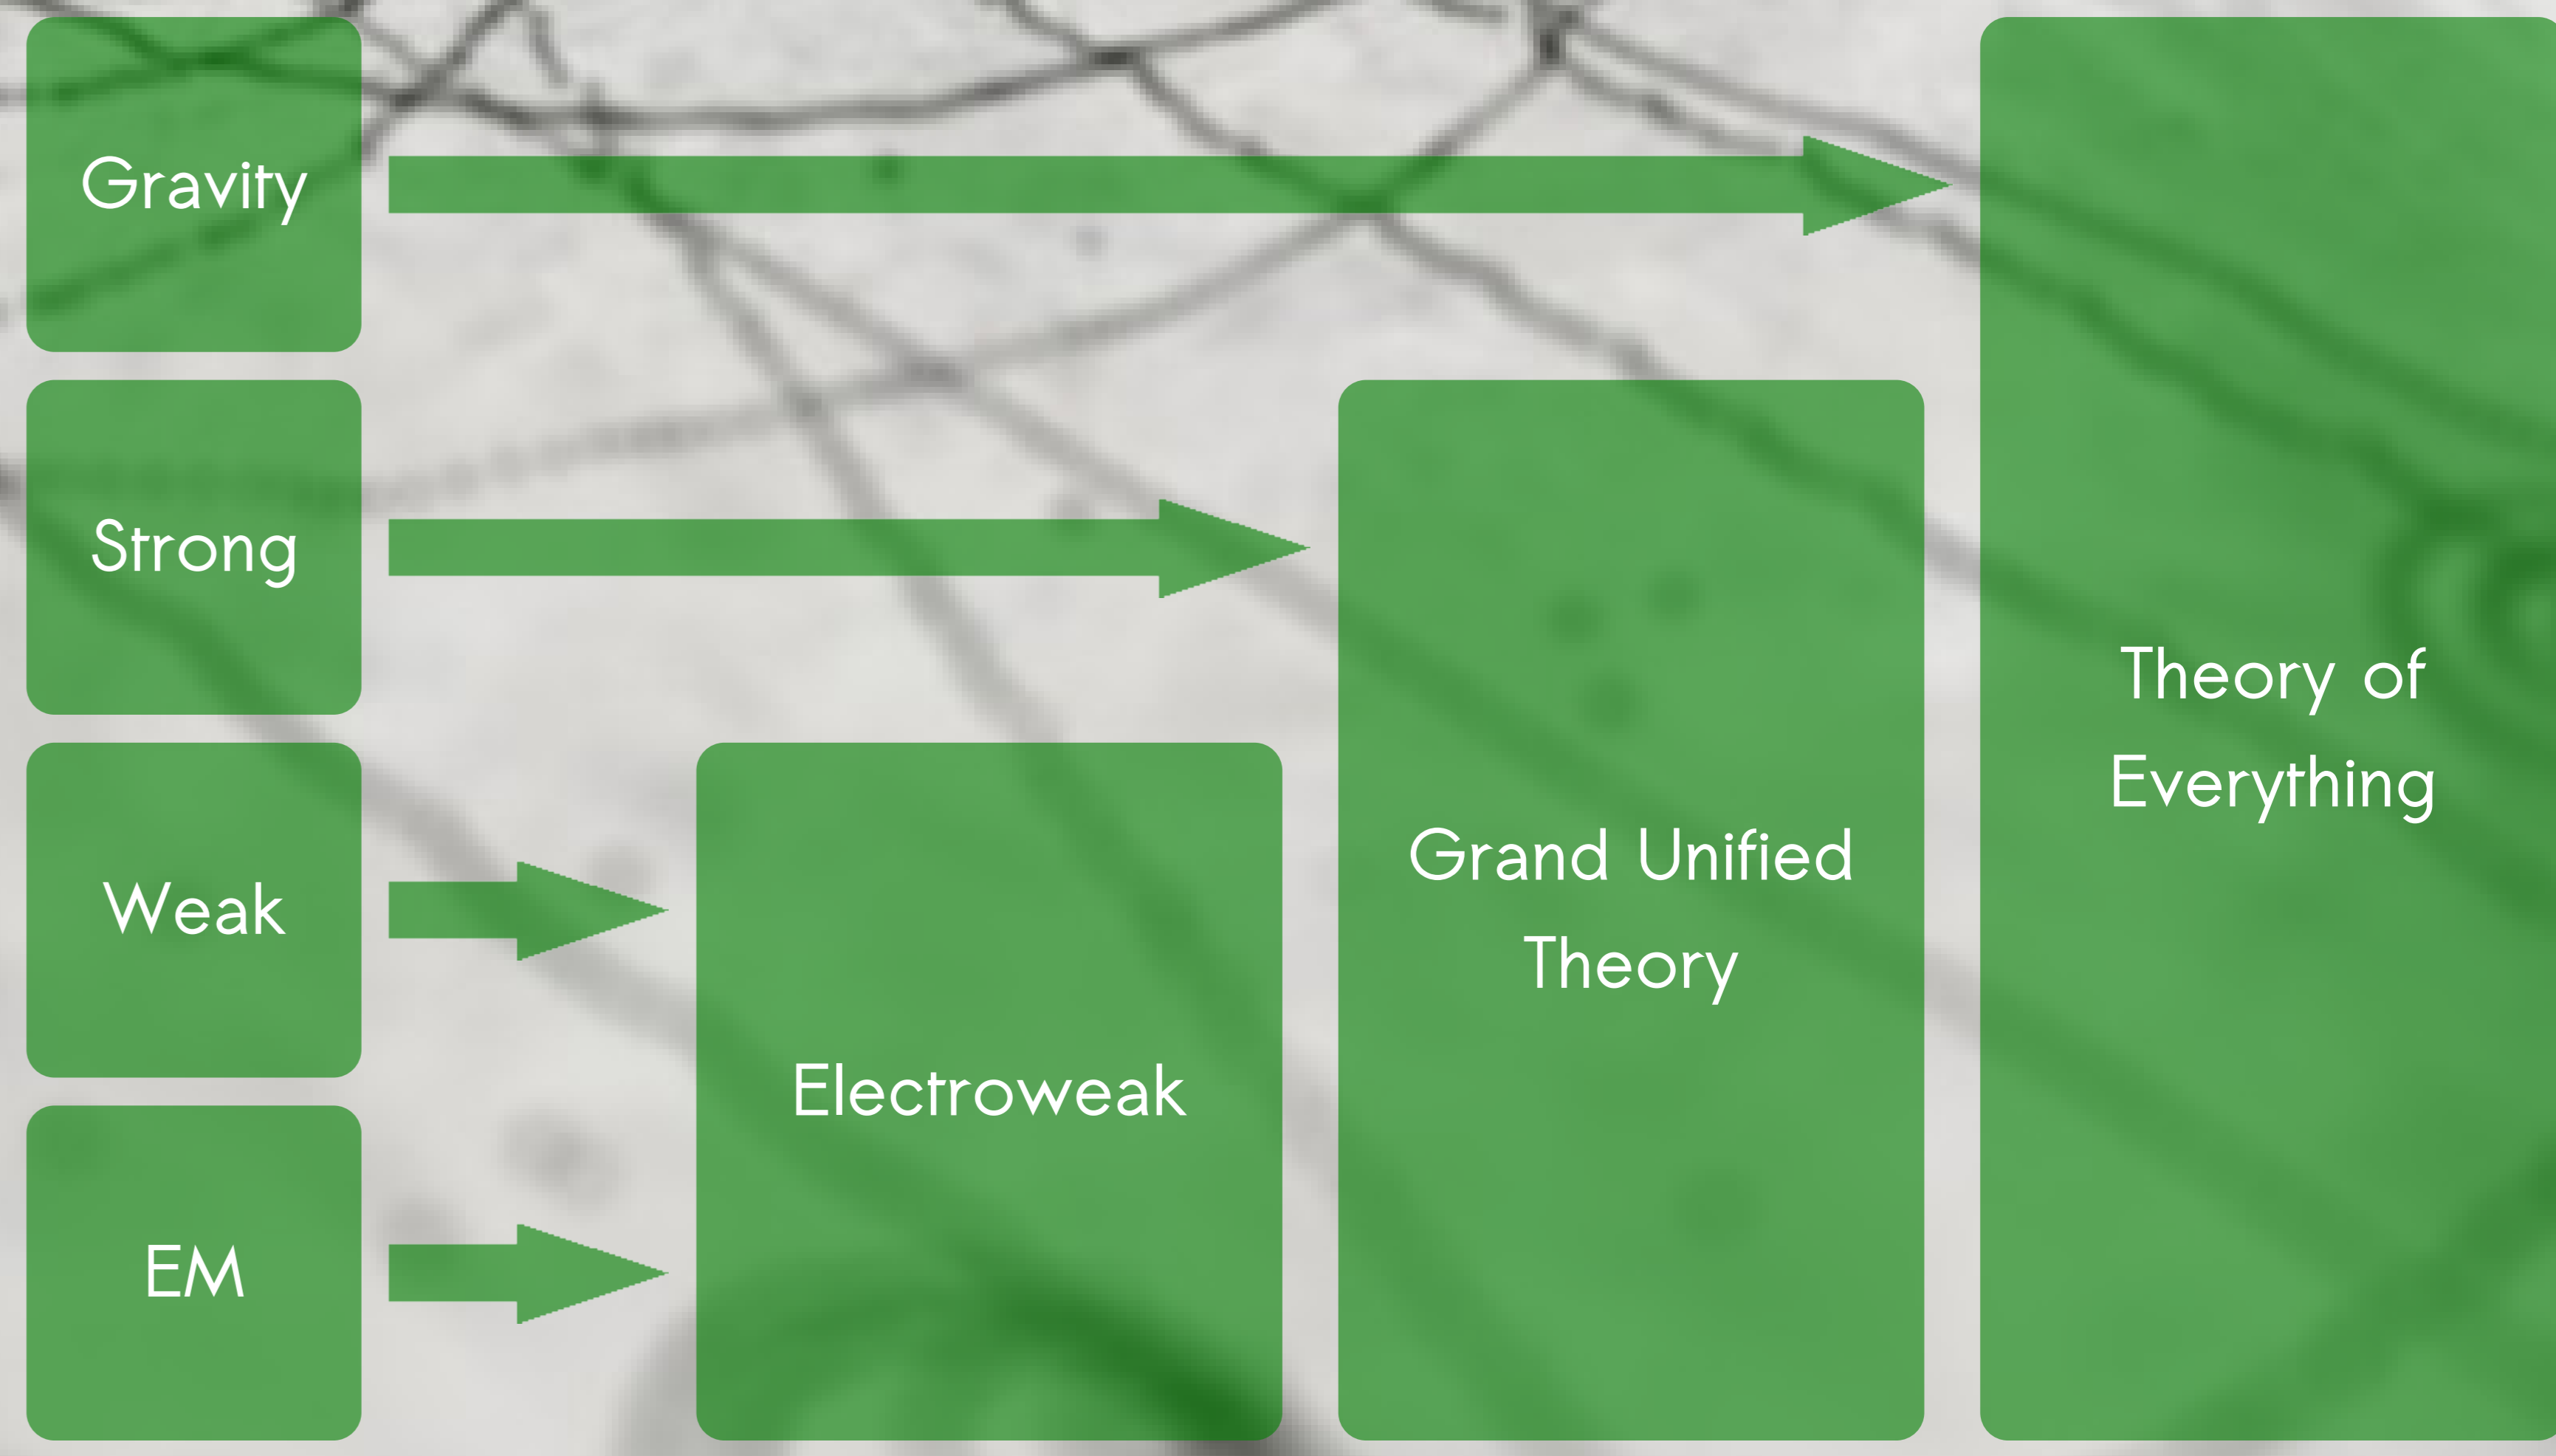 Gravity
Strong
Weak
EM
Electroweak
Grand Unified
Theory
Theory of
Everything